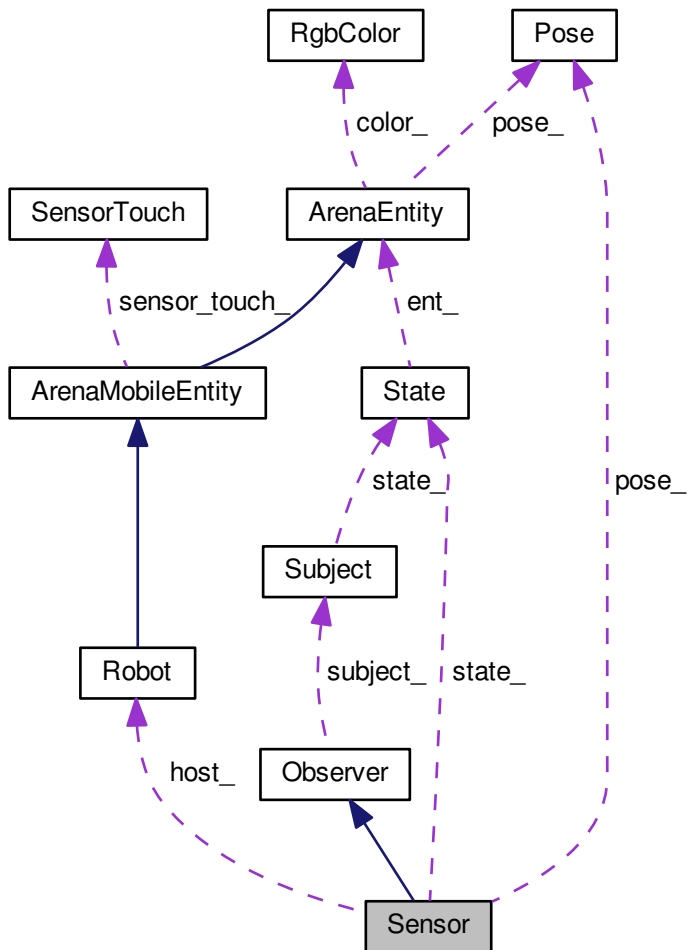 RgbColor
Pose
color_
pose_
SensorTouch
ArenaEntity
sensor_touch_
ent_
ArenaMobileEntity
State
state_
pose_
Subject
Robot
subject_
state_
host_
Observer
Sensor